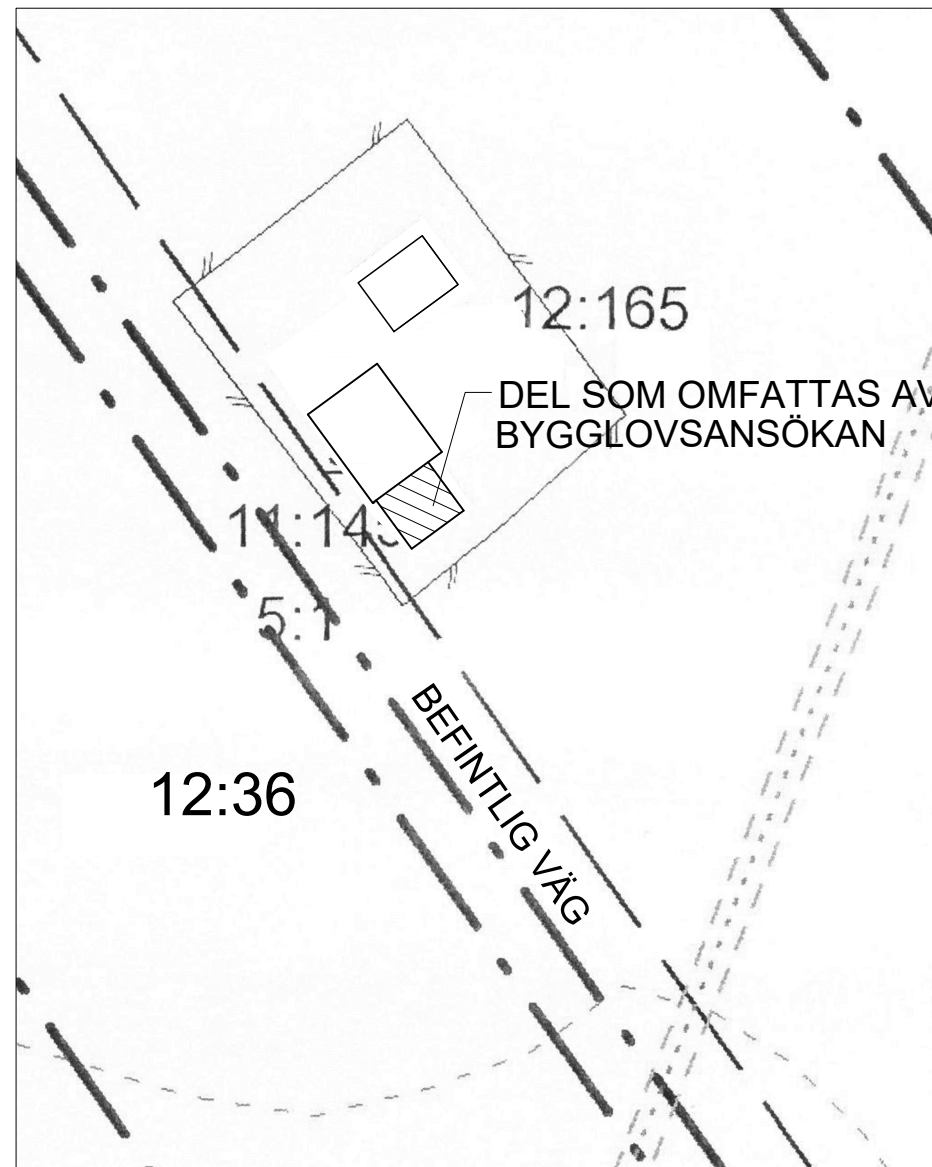 12:165
DEL SOM OMFATTAS AV
BYGGLOVSANSÖKAN
5:1
12:36
BEFINTLIG VÄG